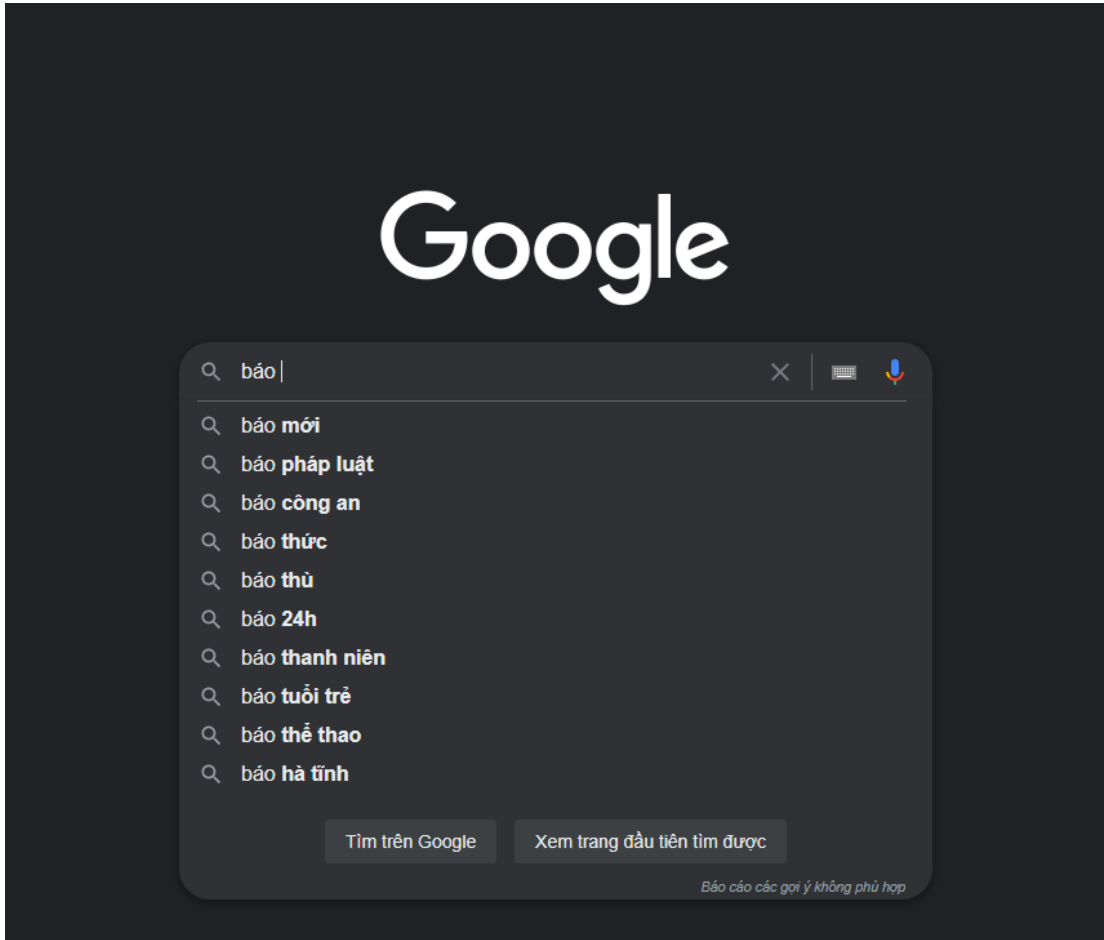 Google
báo
báo mới
báo pháp luật
báo công an
báo thức
báo thù
báo 24h
báo thanh niên
báo tuổi trẻ
báo thể thao
báo hà tĩnh
Tìm trên Google Xem trang đầu tiên tìm được
Báo cáo các gợi ý không phù hợp